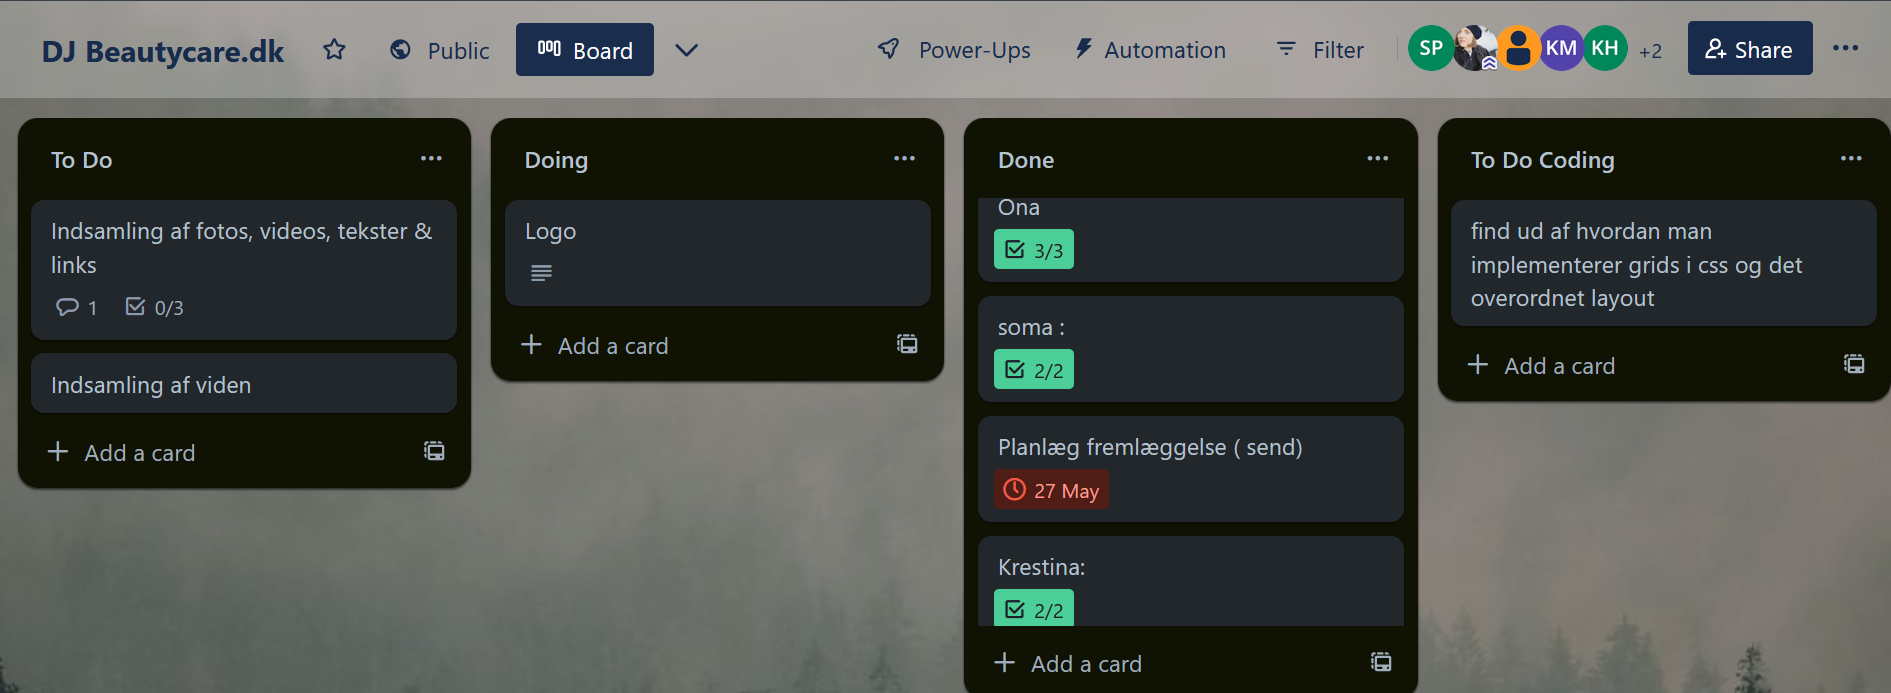 DJ Beautycare.dk
Public
Board
Power-Ups
Automation
Filter
SP
KM
KH
+2
Share
To Do
Indsamling af fotos, videos, tekster &
links
1
0/3
Indsamling af viden
Add a card
Doing
Logo
Add a card
Done
Ona
3/3
soma :
2/2
Planlæg fremlæggelse ( send)
27 May
Krestina:
2/2
Add a card
To Do Coding
find ud af hvordan man
implementerer grids i css og det
overordnet layout
Add a card